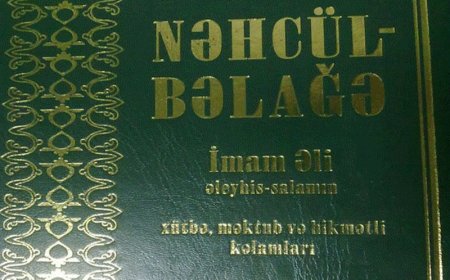 NƏHCÜL-
BƏLAĞƏ
İmam Əli
əleyhis-salamın
xütbə, məktub və hikmətli
kəlamları